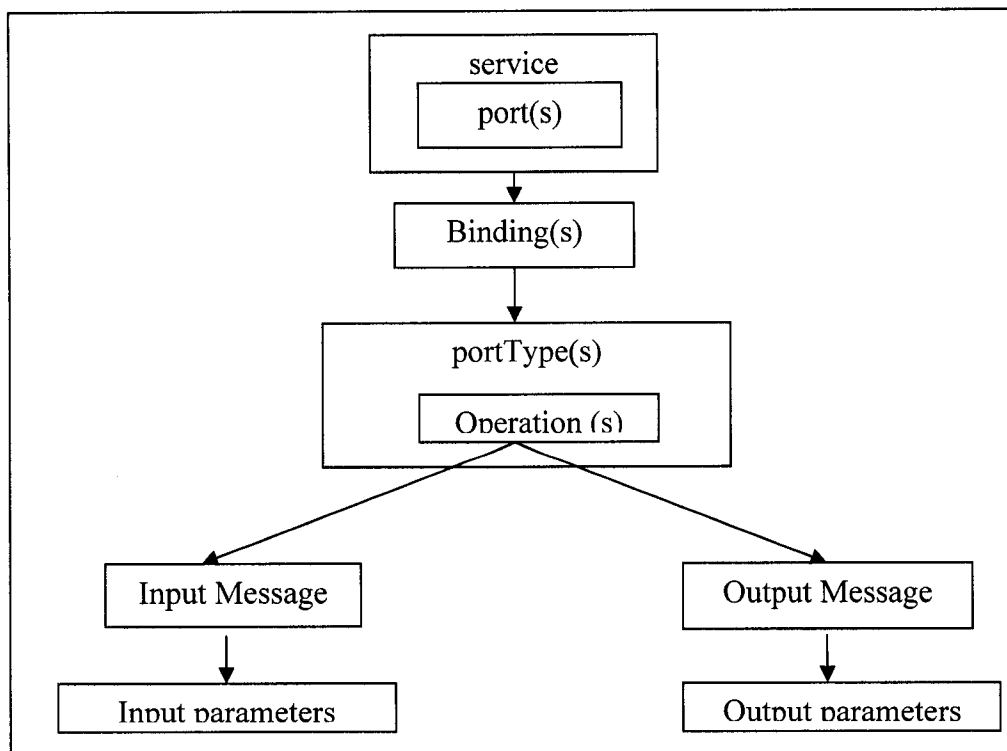 service
port(s)
Binding(s)
portType(s)
Operation (s)
Input Message
Output Message
Input parameters
Output parameters